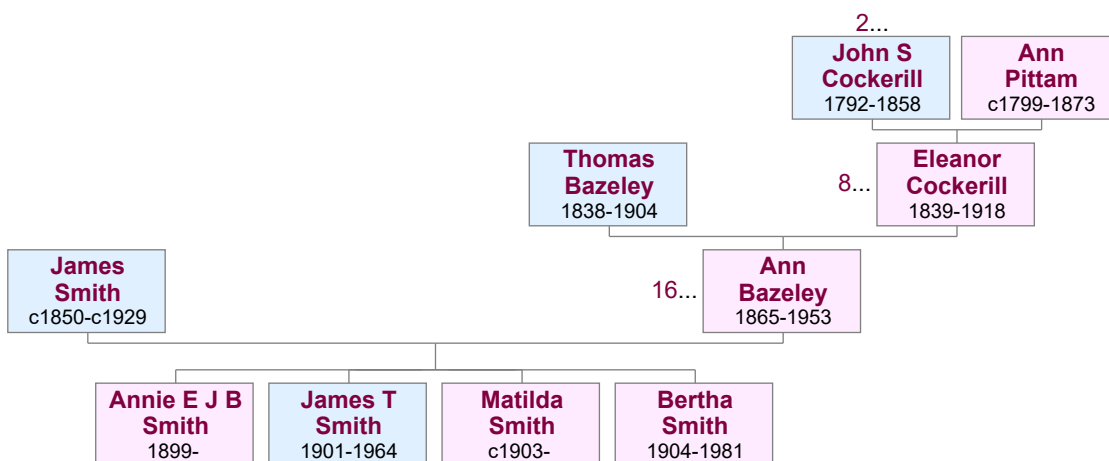 2...
John S
Cockerill
1792-1858
Ann
Pittam
c1799-1873
Thomas
Bazeley
1838-1904
8...
Eleanor
Cockerill
1839-1918
James
Smith
c1850-c1929
16...
Ann
Bazeley
1865-1953
Annie E J B
Smith
1899-
James T
Smith
1901-1964
Matilda
Smith
c1903-
Bertha
Smith
1904-1981